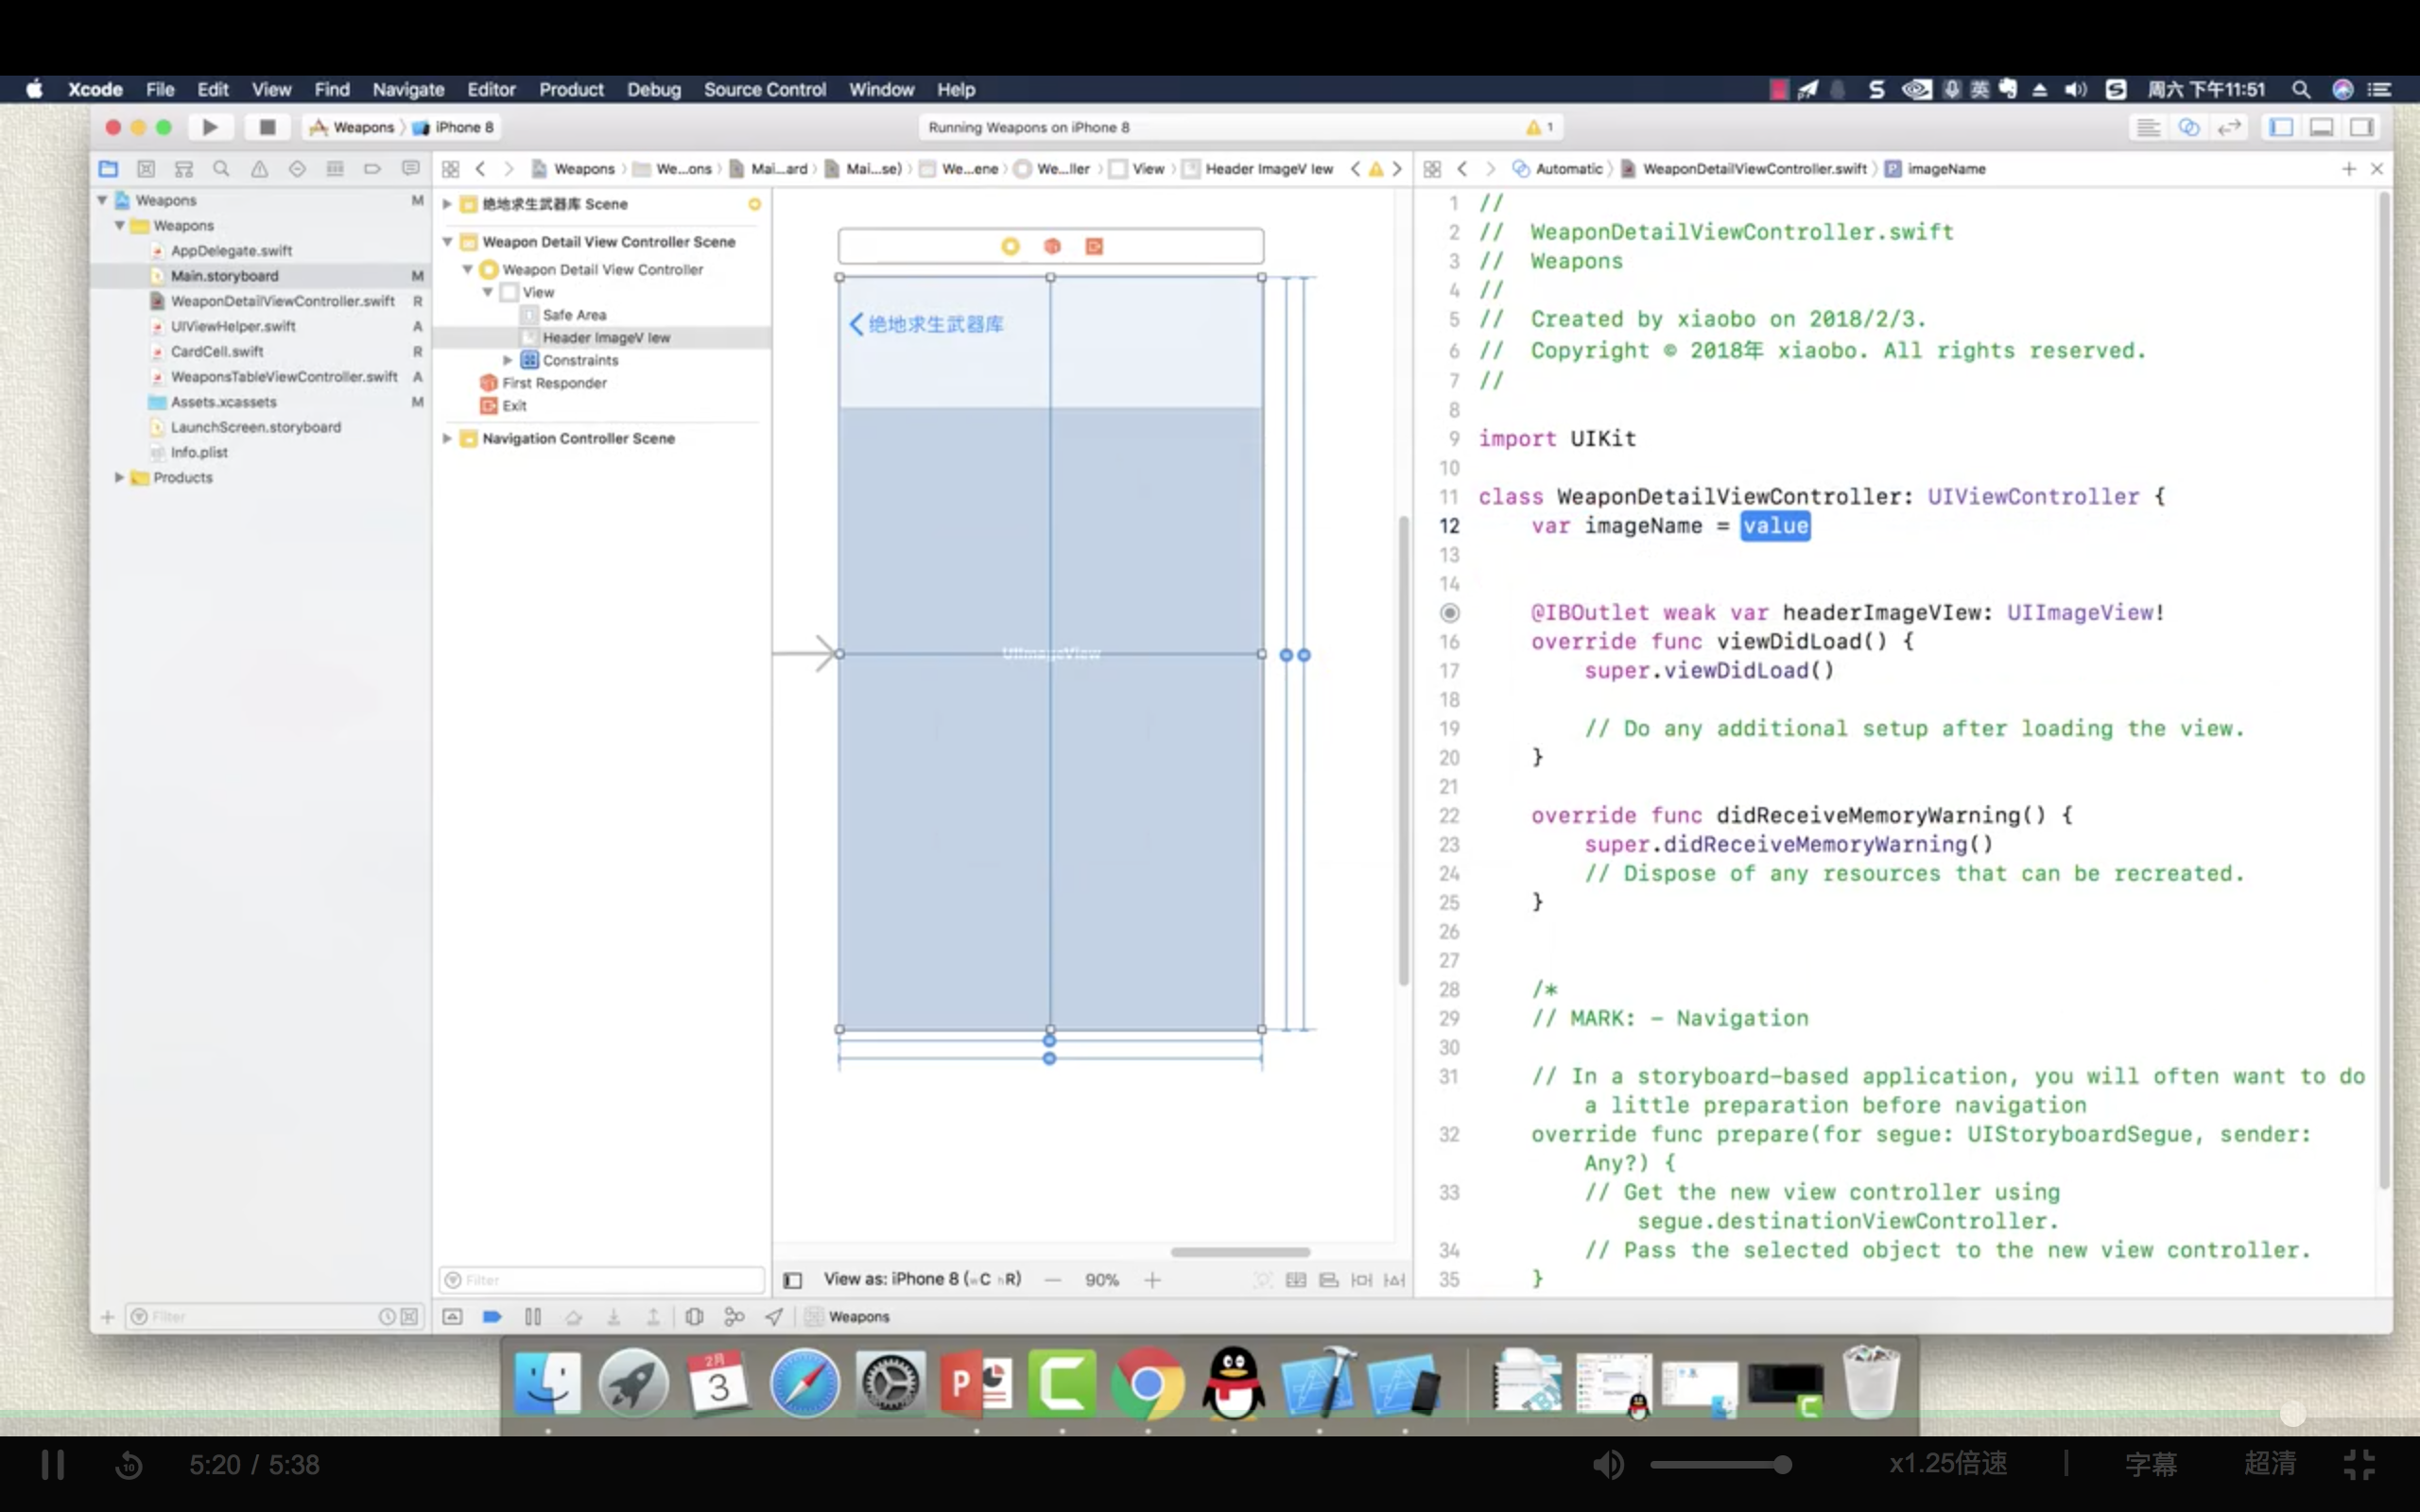 Xcode File Edit View Find Navigate Editor Product Debug Source Control Window Help 英 周六 下午11:51
Weapons iPhone 8
Running Weapons on iPhone 8
1
Weapons We...ons Mai...ard Mai...se) We...ene We...ller View Header ImageV Iew
Automatic WeaponDetailViewController.swift imageName
Weapons M
Weapons
AppDelegate.swift
Main.storyboard M
WeaponDetailViewController.swift R
UIViewHelper.swift A
CardCell.swift R
WeaponsTableViewController.swift A
Assets.xcassets M
LaunchScreen.storyboard
Info.plist
Products
Filter
绝地求生武器库 Scene
Weapon Detail View Controller Scene
Weapon Detail View Controller
View
Safe Area
Header ImageV Iew
Constraints
First Responder
Exit
Navigation Controller Scene
Filter
绝地求生武器库
UIImageView
View as: iPhone 8 (wC hR) — 90% +
Weapons
1 //
2 // WeaponDetailViewController.swift
3 // Weapons
4 //
5 // Created by xiaobo on 2018/2/3.
6 // Copyright © 2018年 xiaobo. All rights reserved.
7 //
8
9 import UIKit
10
11 class WeaponDetailViewController: UIViewController {
12 var imageName = value
13
14
@IBOutlet weak var headerImageVIew: UIImageView!
16 override func viewDidLoad() {
17 super.viewDidLoad()
18
19 // Do any additional setup after loading the view.
20 }
21
22 override func didReceiveMemoryWarning() {
23 super.didReceiveMemoryWarning()
24 // Dispose of any resources that can be recreated.
25 }
26
27
28 /*
29 // MARK: - Navigation
30
31 // In a storyboard-based application, you will often want to do
a little preparation before navigation
32 override func prepare(for segue: UIStoryboardSegue, sender:
Any?) {
33 // Get the new view controller using
segue.destinationViewController.
34 // Pass the selected object to the new view controller.
35 }
2月
3
5:20 / 5:38
x1.25倍速
字幕
超清